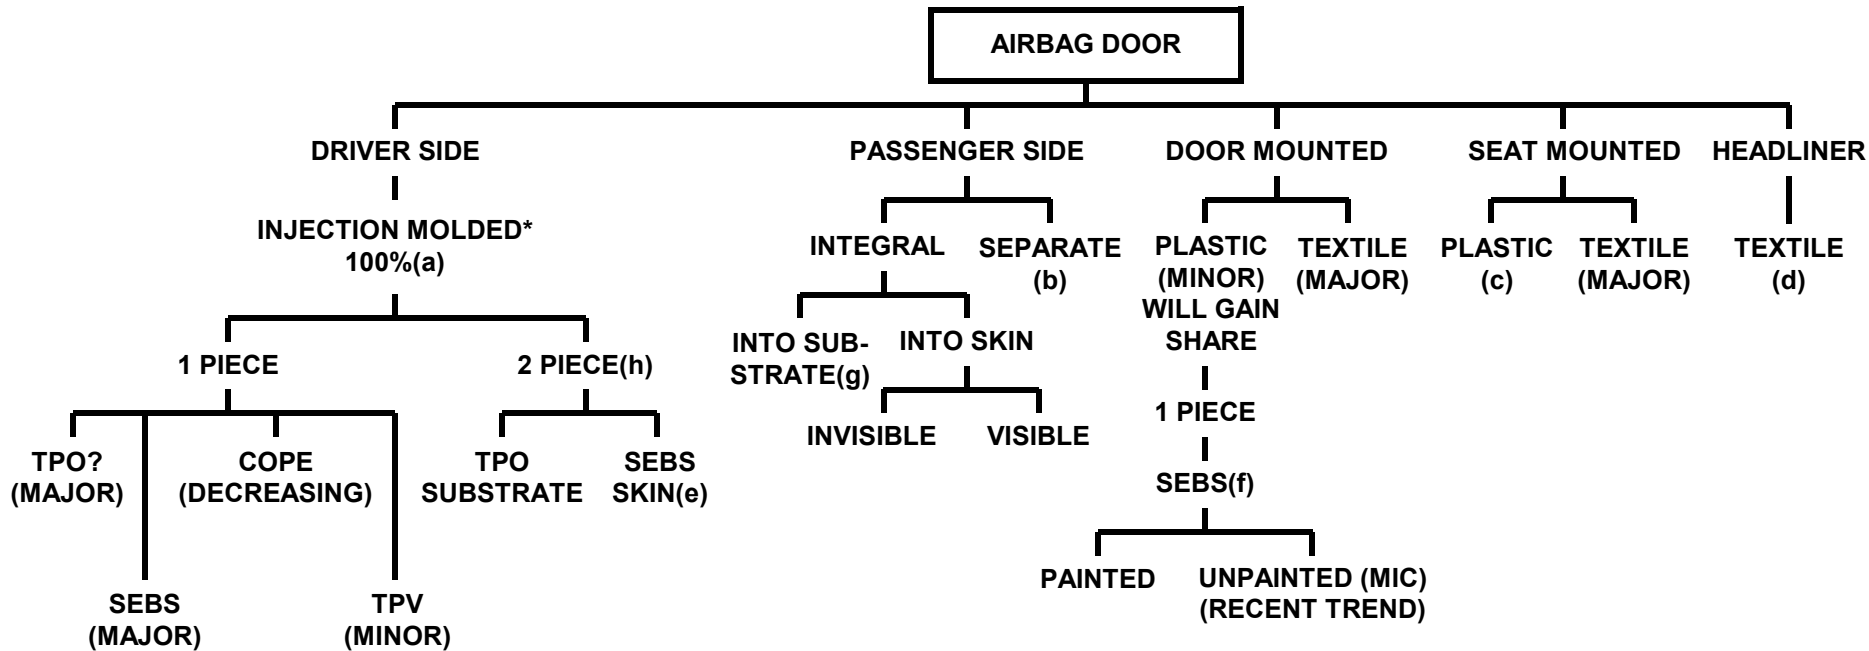 AIRBAG DOOR
DRIVER SIDE
PASSENGER SIDE
DOOR MOUNTED
SEAT MOUNTED
HEADLINER
INJECTION MOLDED*
100%(a)
INTEGRAL
SEPARATE
(b)
PLASTIC
(MINOR)
WILL GAIN
SHARE
TEXTILE
(MAJOR)
PLASTIC
(c)
TEXTILE
(MAJOR)
TEXTILE
(d)
1 PIECE
2 PIECE(h)
INTO SUB-
STRATE(g)
INTO SKIN
1 PIECE
INVISIBLE
VISIBLE
TPO?
(MAJOR)
COPE
(DECREASING)
TPO
SUBSTRATE
SEBS
SKIN(e)
SEBS(f)
SEBS
(MAJOR)
TPV
(MINOR)
PAINTED
UNPAINTED (MIC)
(RECENT TREND)